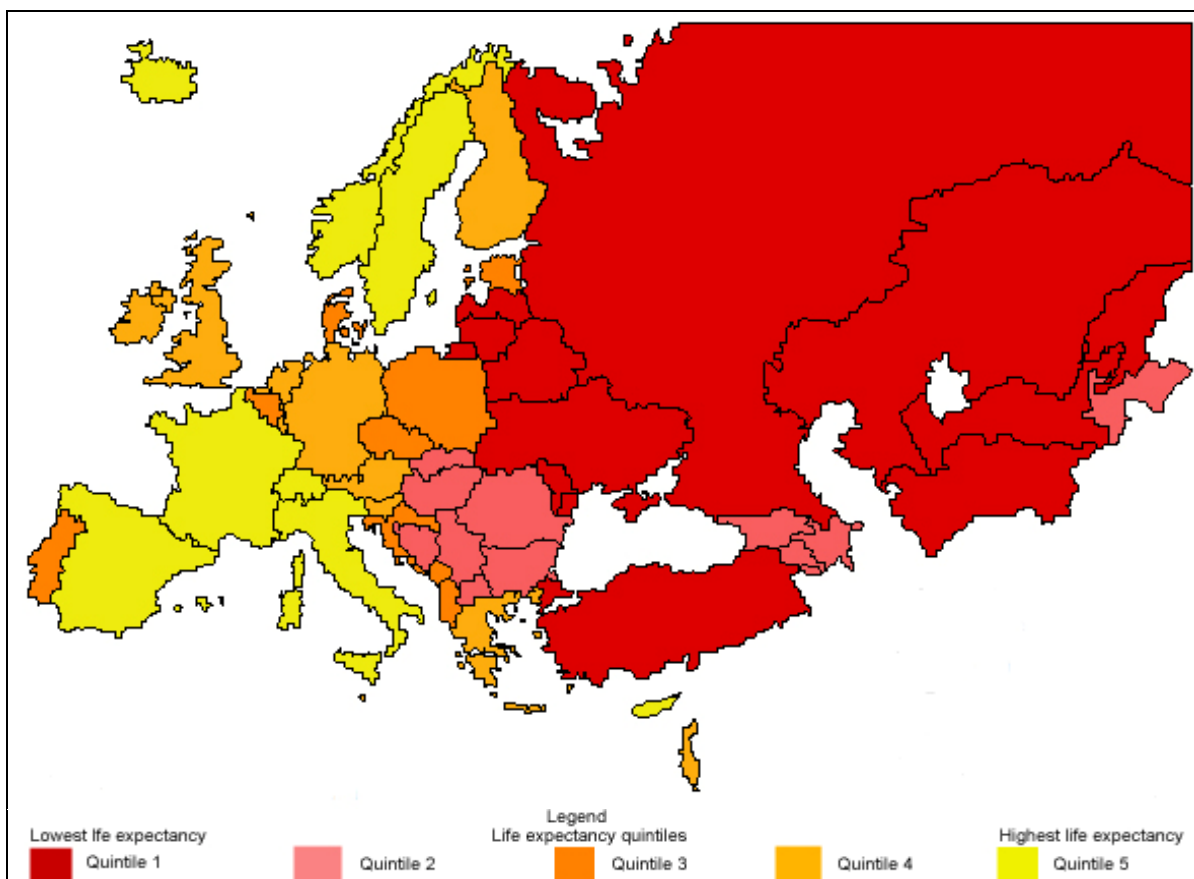 Legend
Lowest lfe expectancy Life expectancy quintiles Highest life expectancy
Quintile 1 Quintile 2 Quintile 3 Quintile 4 Quintile 5